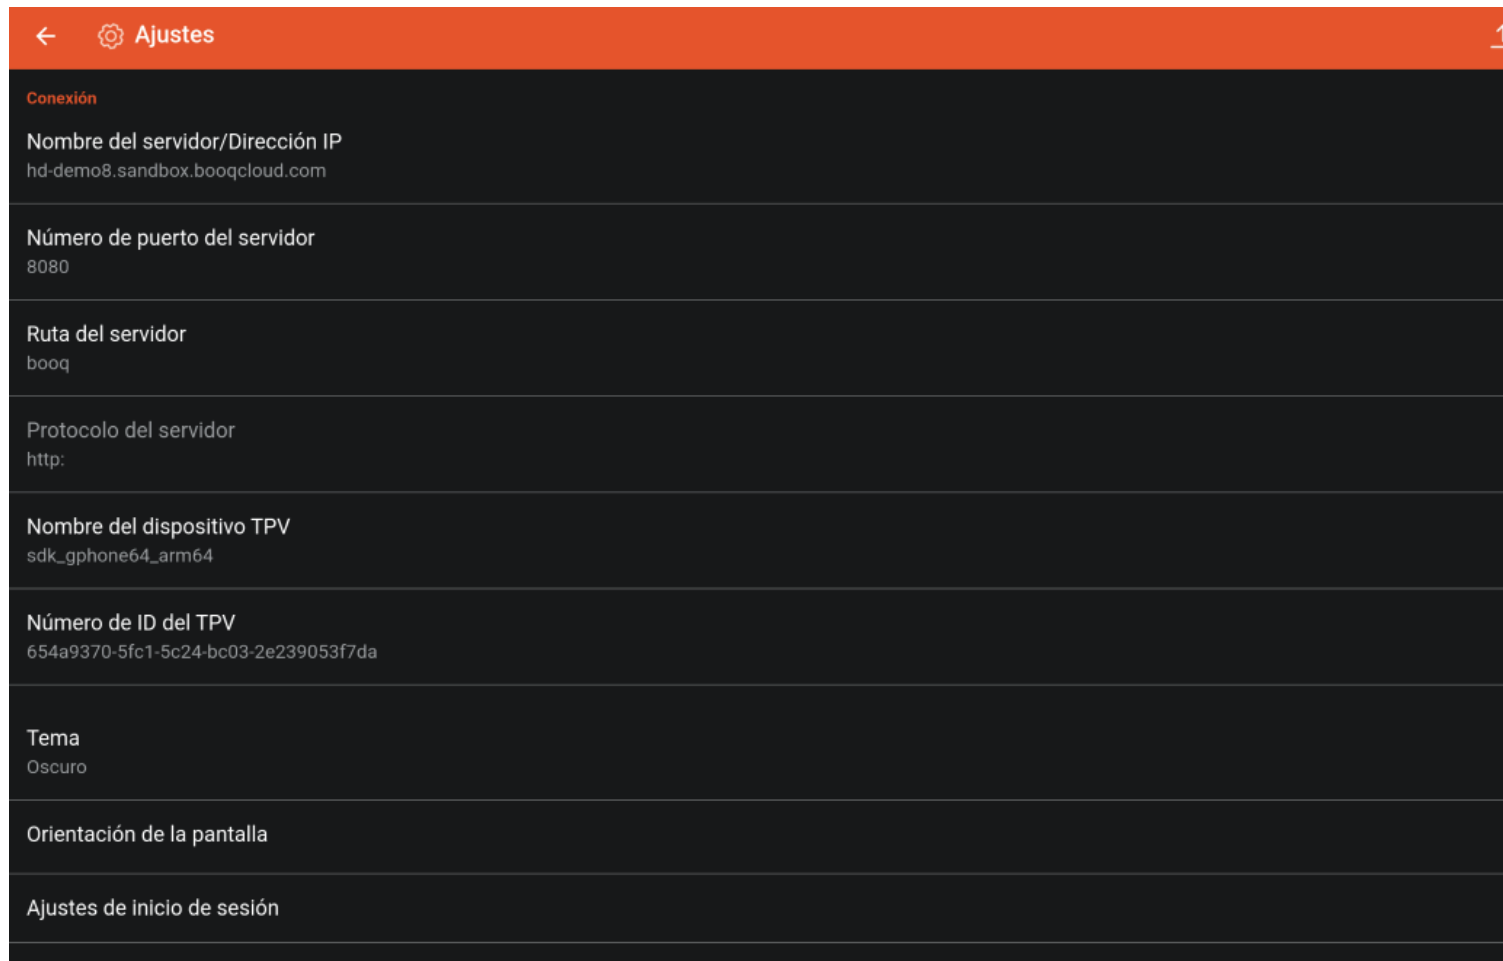 Ajustes
Conexión
Nombre del servidor/Dirección IP
hd-demo8.sandbox.booqcloud.com
Número de puerto del servidor
8080
Ruta del servidor
booq
Protocolo del servidor
http:
Nombre del dispositivo TPV
sdk_gphone64_arm64
Número de ID del TPV
654a9370-5fc1-5c24-bc03-2e239053f7da
Tema
Oscuro
Orientación de la pantalla
Ajustes de inicio de sesión